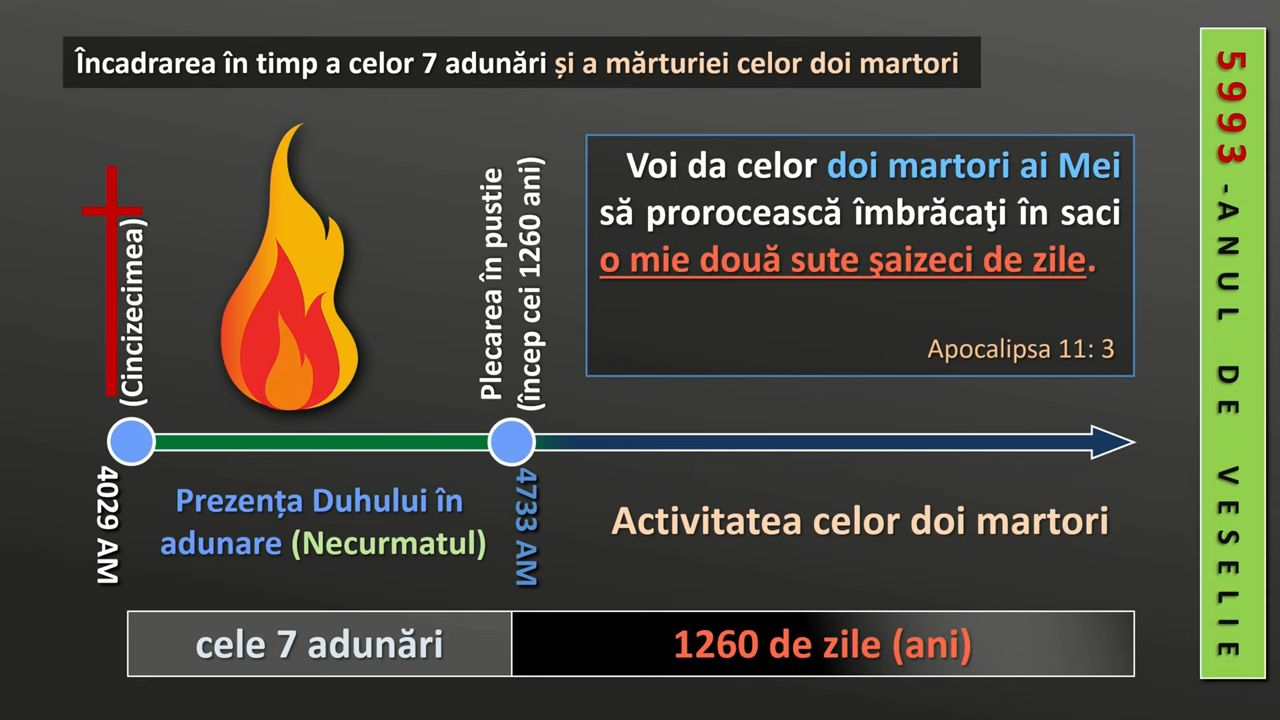 Încadrarea în timp a celor 7 adunări și a mărturiei celor doi martori
(Cincizecimea)
Plecarea în pustie
(încep cei 1260 ani)
Voi da celor doi martori ai Mei
să prorocească îmbrăcaţi în saci
o mie două sute şaizeci de zile.
Apocalipsa 11: 3
4029 AM
Prezența Duhului în
adunare (Necurmatul)
4733 AM
Activitatea celor doi martori
cele 7 adunări
1260 de zile (ani)
5993 - ANUL DE VESELIE